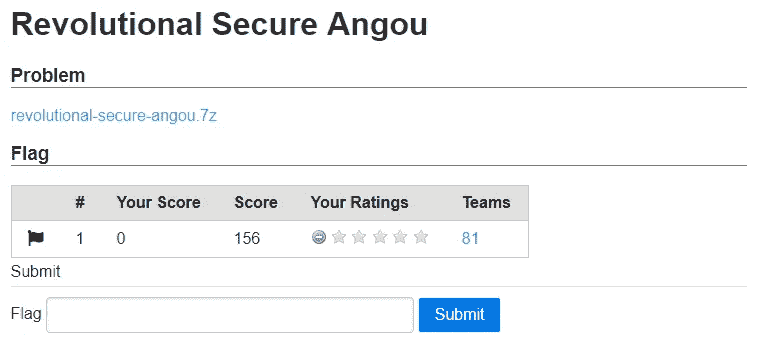 Revolutional Secure Angou
Problem
revolutional-secure-angou.7z
Flag
# Your Score Score Your Ratings Teams
1 0 156 81
Submit
Flag Submit